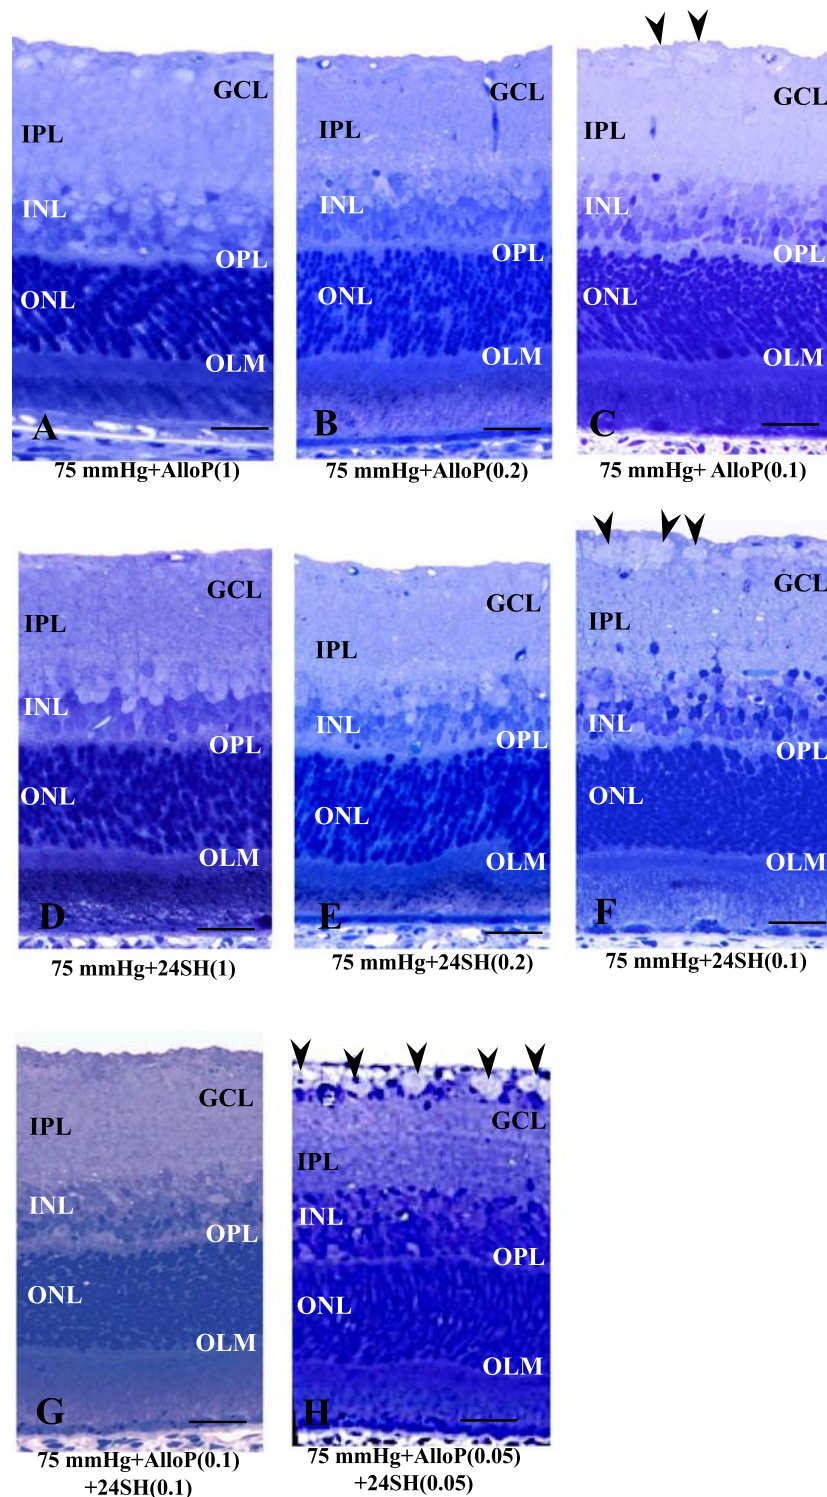 GCL
IPL
INL
OPL
ONL
OLM
A
75 mmHg+AlloP(1)
GCL
IPL
INL
OPL
ONL
OLM
B
75 mmHg+AlloP(0.2)
GCL
IPL
INL
OPL
ONL
OLM
C
75 mmHg+ AlloP(0.1)
GCL
IPL
INL
OPL
ONL
OLM
D
75 mmHg+24SH(1)
GCL
IPL
INL
OPL
ONL
OLM
E
75 mmHg+24SH(0.2)
GCL
IPL
INL
OPL
ONL
OLM
F
75 mmHg+24SH(0.1)
GCL
IPL
INL
OPL
ONL
OLM
G
75 mmHg+AlloP(0.1)
+24SH(0.1)
GCL
IPL
INL
OPL
ONL
OLM
H
75 mmHg+AlloP(0.05)
+24SH(0.05)